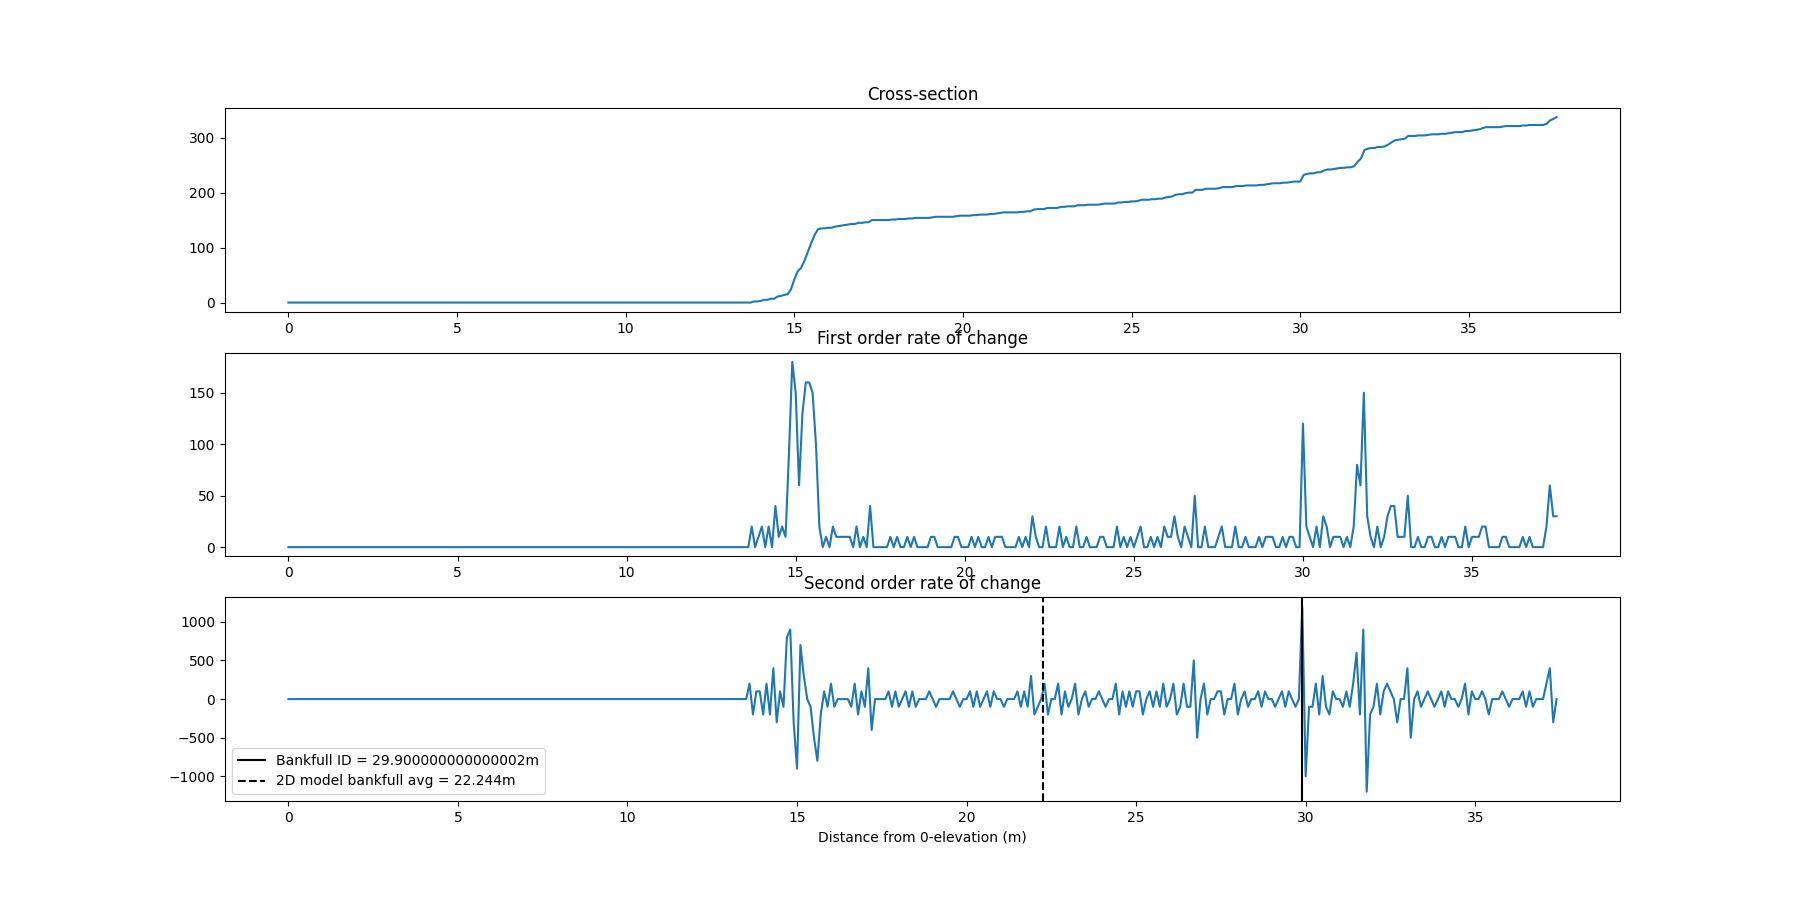 Cross-section
300
200
100
0
0 5 10 15 20 25 30 35
First order rate of change
150
100
50
0
0 5 10 15 20 25 30 35
Second order rate of change
1000
500
0
−500
−1000
Bankfull ID = 29.900000000000002m
2D model bankfull avg = 22.244m
0 5 10 15 20 25 30 35
Distance from 0-elevation (m)